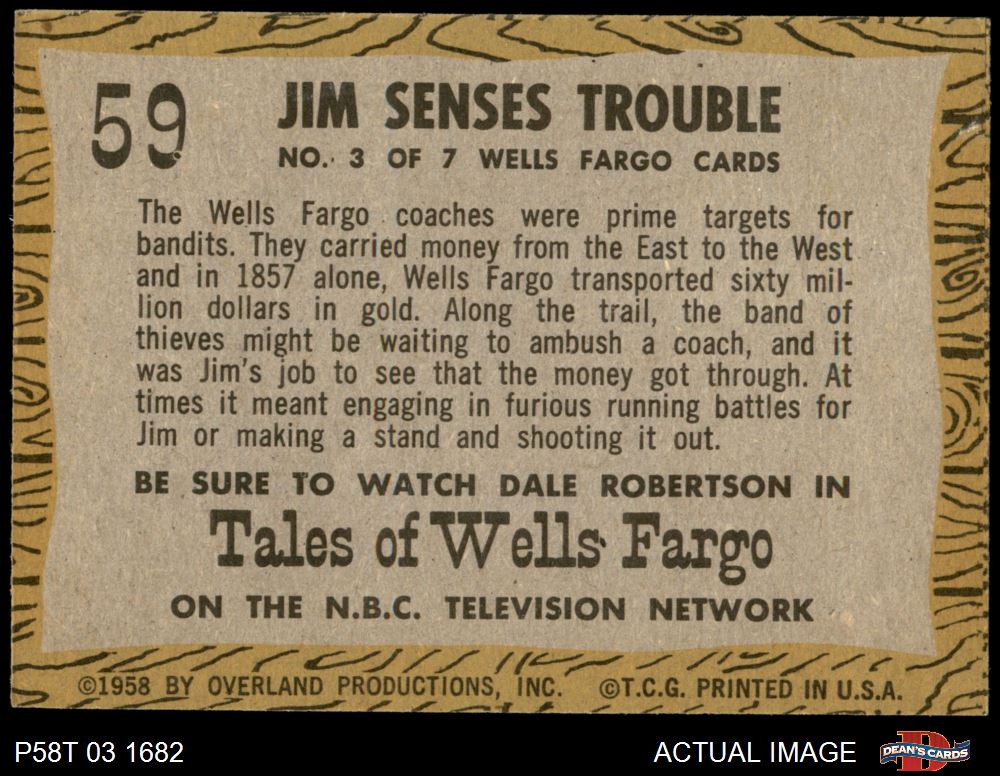 59
JIM SENSES TROUBLE
NO. 3 OF 7 WELLS FARGO CARDS
The Wells Fargo coaches were prime targets for
bandits. They carried money from the East to the West
and in 1857 alone, Wells Fargo transported sixty mil-
lion dollars in gold. Along the trail, the band of
thieves might be waiting to ambush a coach, and it
was Jim's job to see that the money got through. At
times it meant engaging in furious running battles for
Jim or making a stand and shooting it out.
BE SURE TO WATCH DALE ROBERTSON IN
Tales of Wells Fargo
ON THE N.B.C. TELEVISION NETWORK
©1958 BY OVERLAND PRODUCTIONS, INC. ©T.C.G. PRINTED IN U.S.A.
P58T 03 1682 ACTUAL IMAGE DEAN'S CARDS